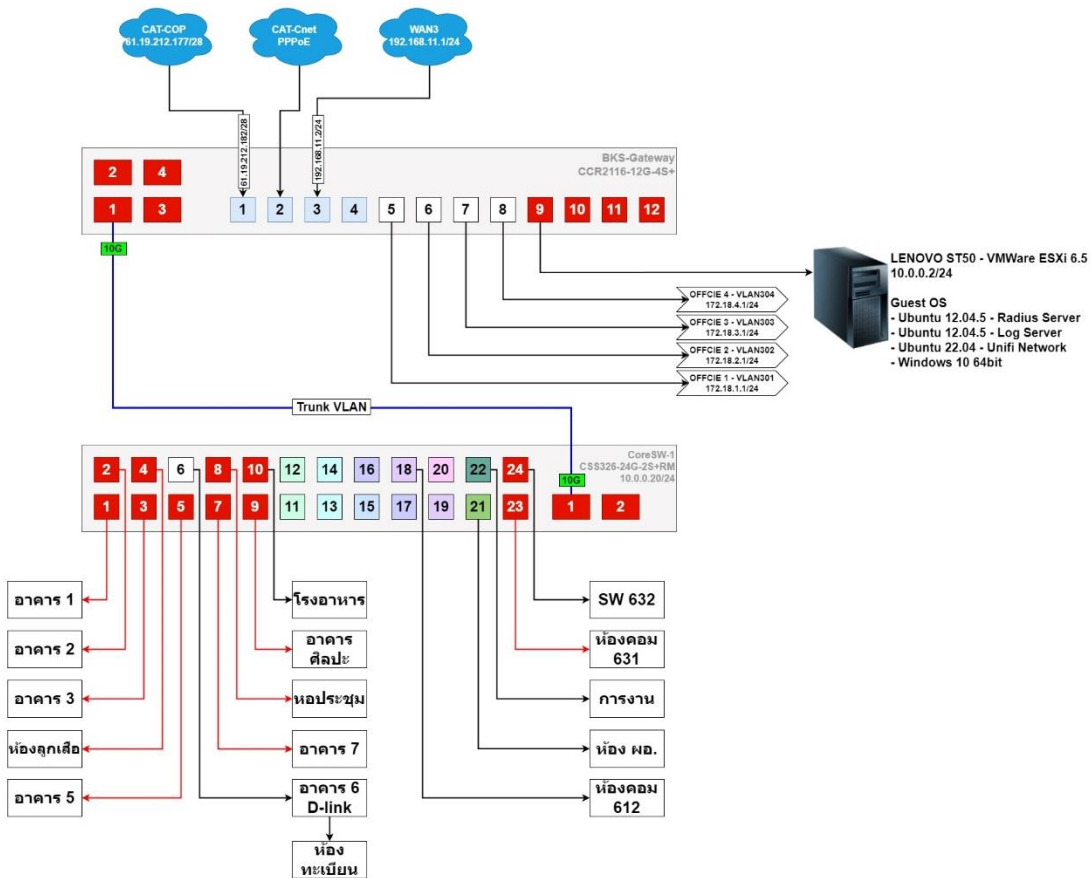 CAT-COP
61.19.212.177/28
CAT-Cnet
PPPoE
WAN3
192.168.11.1/24
61.19.212.182/28
192.168.11.2/24
BKS-Gateway
CCR2116-12G-4S+
2 4
1 3
1 2 3 4 5 6 7 8 9 10 11 12
10G
LENOVO ST50 - VMWare ESXi 6.5
10.0.0.2/24
Guest OS
- Ubuntu 12.04.5 - Radius Server
- Ubuntu 12.04.5 - Log Server
- Ubuntu 22.04 - Unifi Network
- Windows 10 64bit
OFFCIE 4 - VLAN304
172.18.4.1/24
OFFCIE 3 - VLAN303
172.18.3.1/24
OFFCIE 2 - VLAN302
172.18.2.1/24
OFFCIE 1 - VLAN301
172.18.1.1/24
Trunk VLAN
CoreSW-1
CSS326-24G-2S+RM
10.0.0.20/24
2 4 6 8 10 12 14 16 18 20 22 24
10G
1 3 5 7 9 11 13 15 17 19 21 23 1 2
อาคาร 1
อาคาร 2
อาคาร 3
ห้องลูกเสือ
อาคาร 5
โรงอาหาร
อาคาร
ศิลปะ
หอประชุม
อาคาร 7
อาคาร 6
D-link
ห้อง
ทะเบียน
SW 632
ห้องคอม
631
การงาน
ห้อง ผอ.
ห้องคอม
612